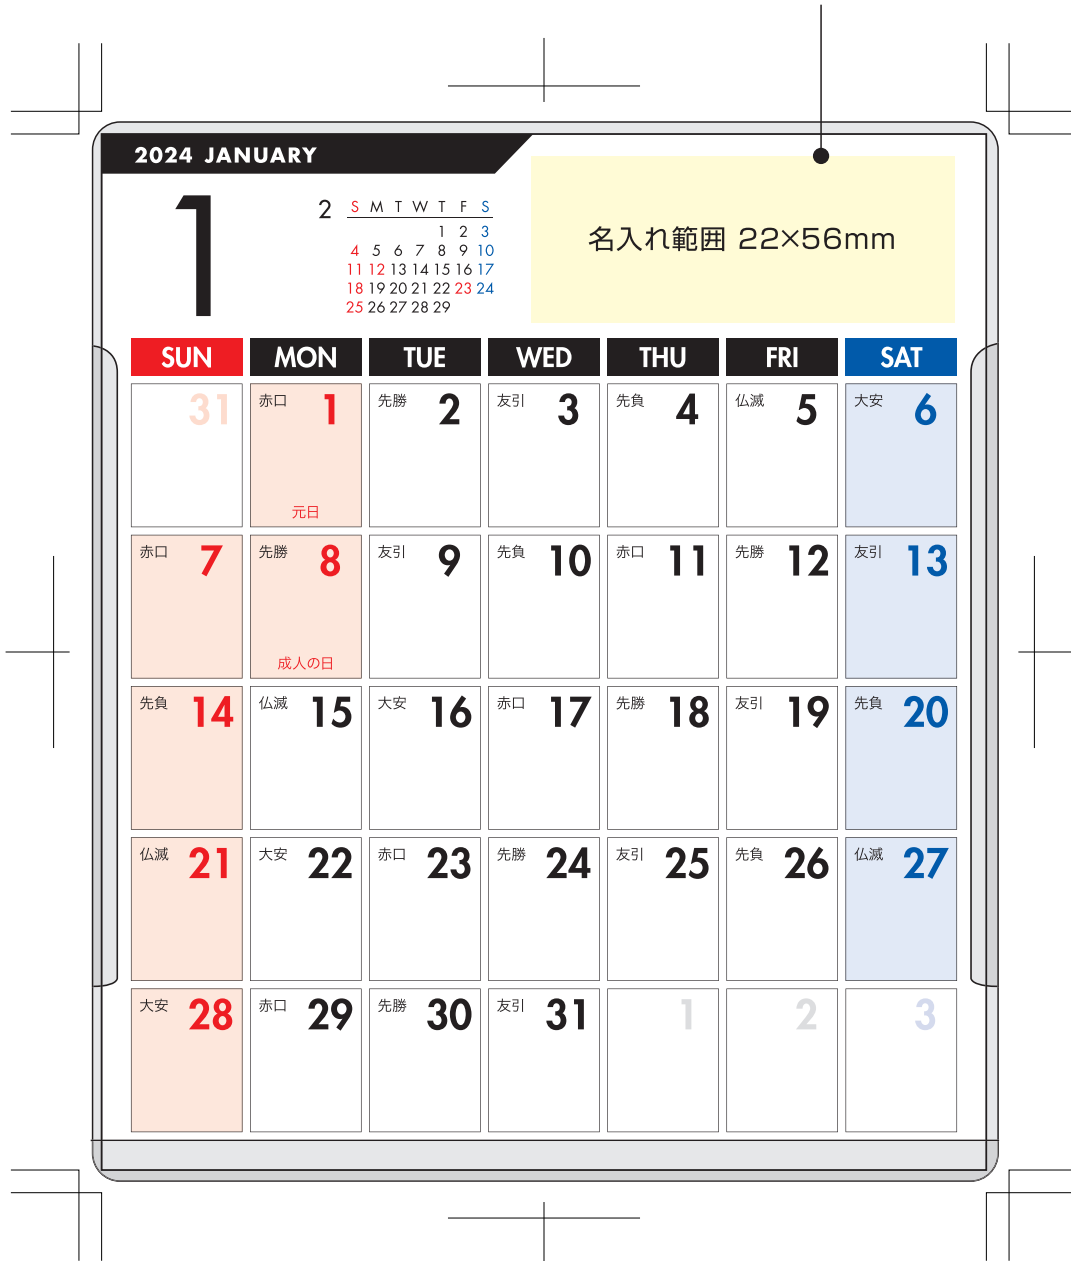 2024 JANUARY
1
2 S M T W T F S
1 2 3
4 5 6 7 8 9 10
11 12 13 14 15 16 17
18 19 20 21 22 23 24
25 26 27 28 29
名入れ範囲 22×56mm
SUN MON TUE WED THU FRI SAT
31 赤口 1 先勝 2 友引 3 先負 4 仏滅 5 大安 6
元日
赤口 7 先勝 8 友引 9 先負 10 赤口 11 先勝 12 友引 13
成人の日
先負 14 仏滅 15 大安 16 赤口 17 先勝 18 友引 19 先負 20
仏滅 21 大安 22 赤口 23 先勝 24 友引 25 先負 26 仏滅 27
大安 28 赤口 29 先勝 30 友引 31 1 2 3